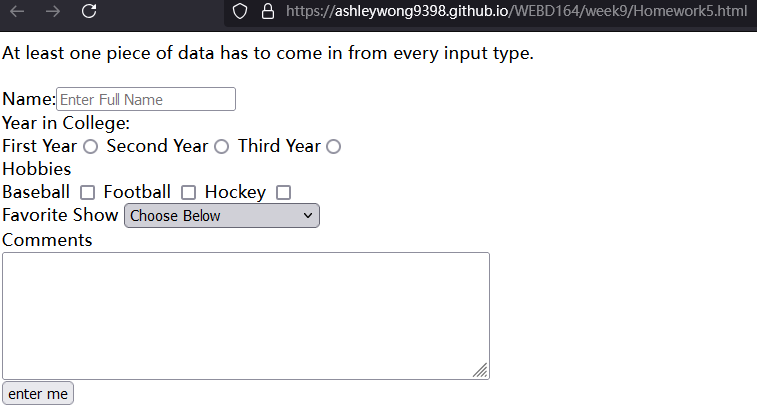 https://ashleywong9398.github.io/WEBD164/week9/Homework5.html
At least one piece of data has to come in from every input type.
Name: Enter Full Name
Year in College:
First Year Second Year Third Year
Hobbies
Baseball Football Hockey
Favorite Show Choose Below
Comments
enter me